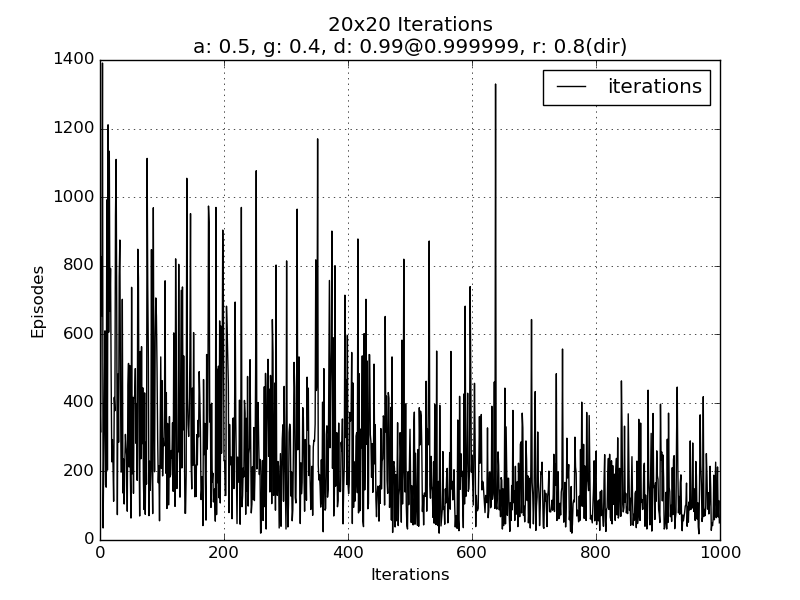 20x20 Iterations
a: 0.5, g: 0.4, d: 0.99@0.999999, r: 0.8(dir)
iterations
1400
1200
1000
800
600
400
200
0
Episodes
0 200 400 600 800 1000
Iterations